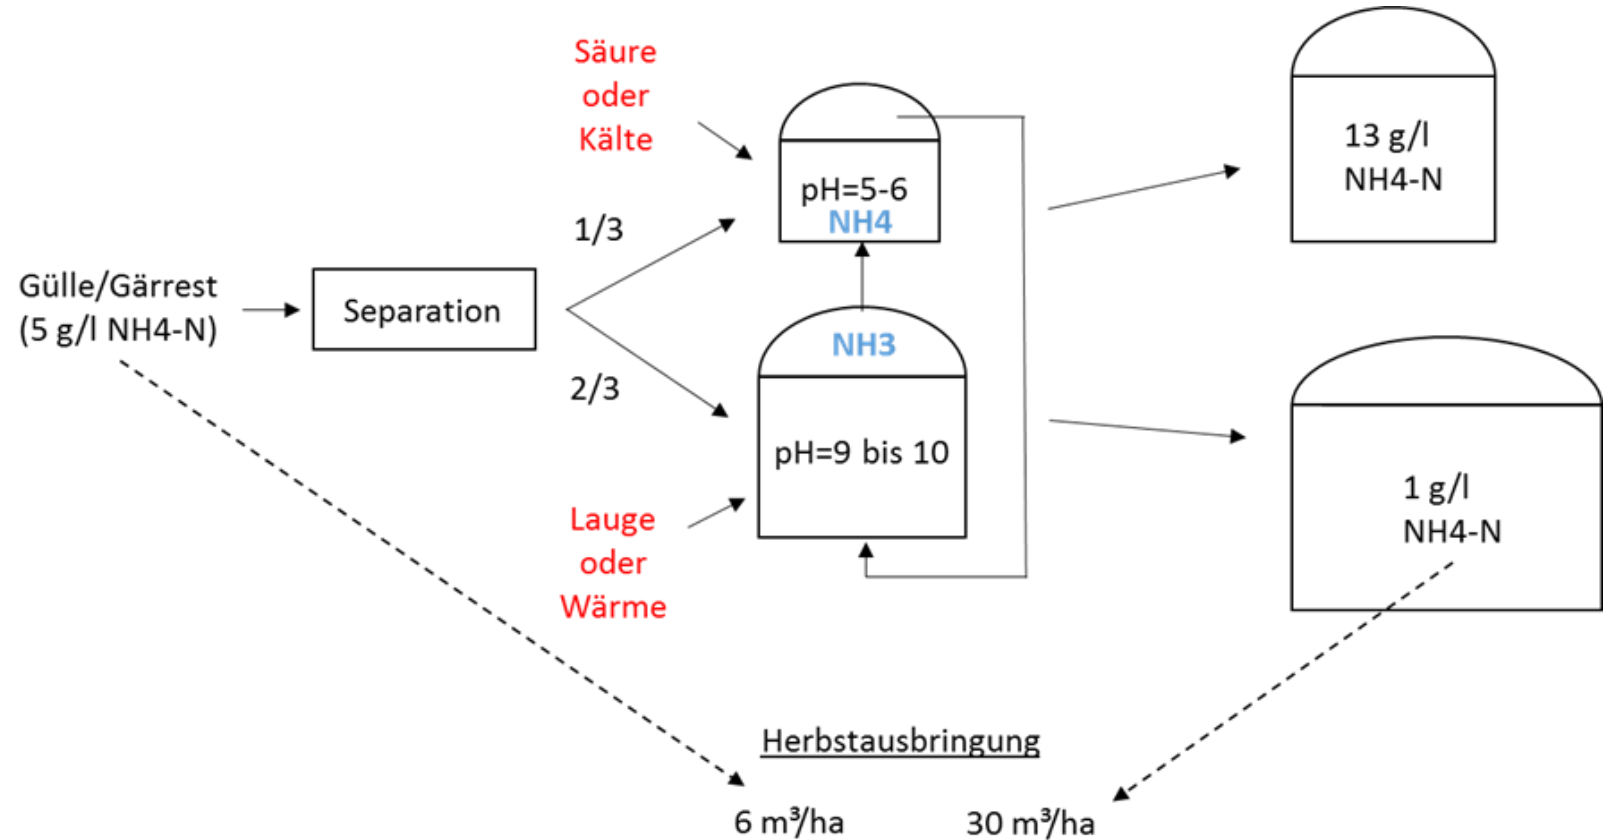 Säure
oder
Kälte
pH=5-6
NH4
13 g/l
NH4-N
1/3
Gülle/Gärrest
(5 g/l NH4-N)
Separation
NH3
2/3
pH=9 bis 10
Lauge
oder
Wärme
1 g/l
NH4-N
Herbstausbringung
6 m³/ha
30 m³/ha